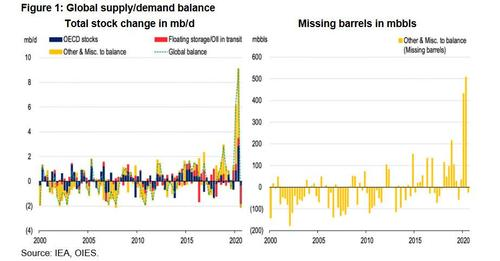 Figure 1: Global supply/demand balance
Total stock change in mb/d
mb/d
OECD stocks
Floating storage/Oil in transit
Other & Misc. to balance
Global balance
10
8
6
4
2
0
(2)
(4)
2000
2005
2010
2015
2020
Missing barrels in mbbls
mbbls
Other & Misc. to balance
(Missing barrels)
600
500
400
300
200
100
0
(100)
(200)
2000
2005
2010
2015
2020
Source: IEA, OIES.